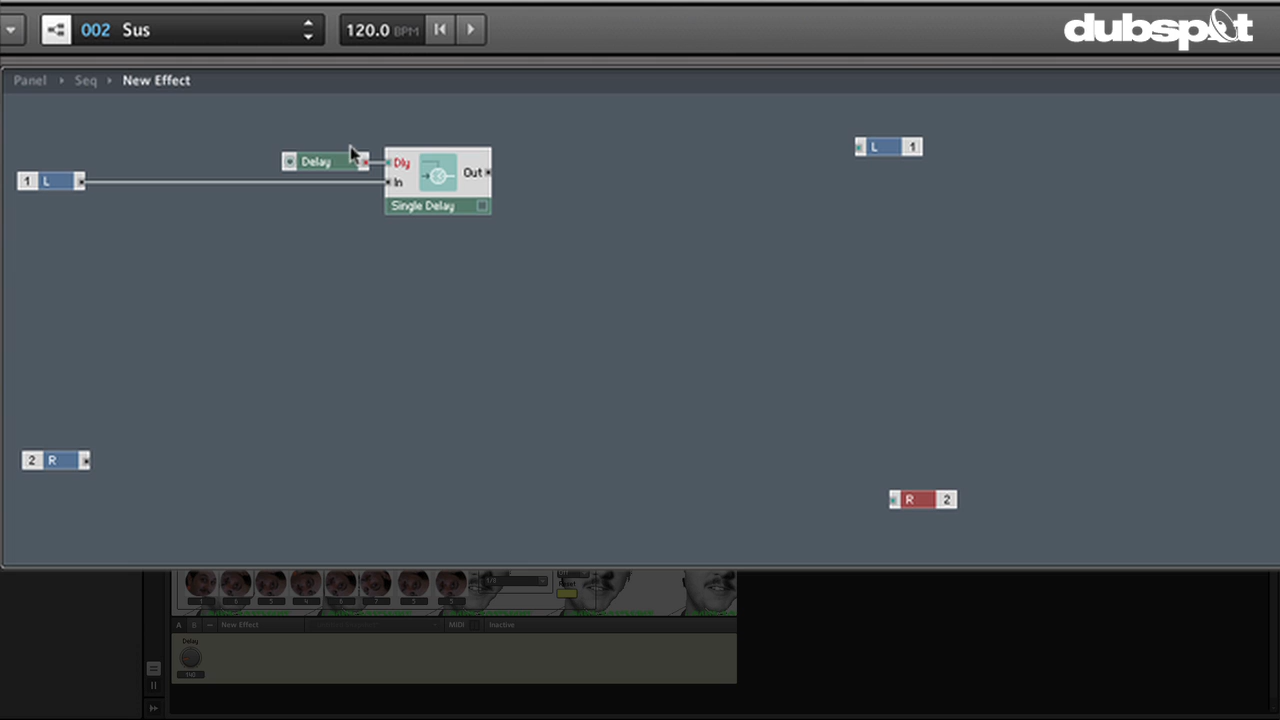 002 Sus
120.0 BPM
dubspot
Panel Seq New Effect
Delay
Dly
In
Out
Single Delay
1 L
L 1
2 R
R 2
A B New Effect MIDI Inactive
Delay
140